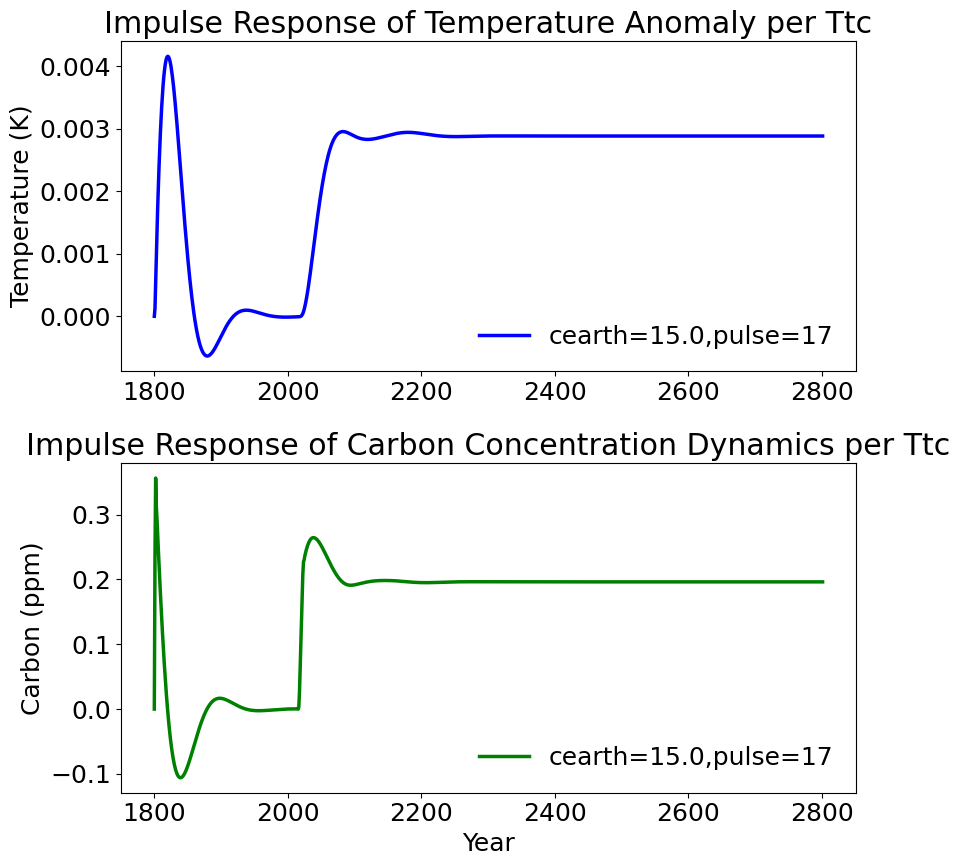 Impulse Response of Temperature Anomaly per Ttc
Temperature (K)
0.004
0.003
0.002
0.001
0.000
cearth=15.0,pulse=17
1800 2000 2200 2400 2600 2800
Impulse Response of Carbon Concentration Dynamics per Ttc
Carbon (ppm)
0.3
0.2
0.1
0.0
−0.1
cearth=15.0,pulse=17
1800 2000 2200 2400 2600 2800
Year